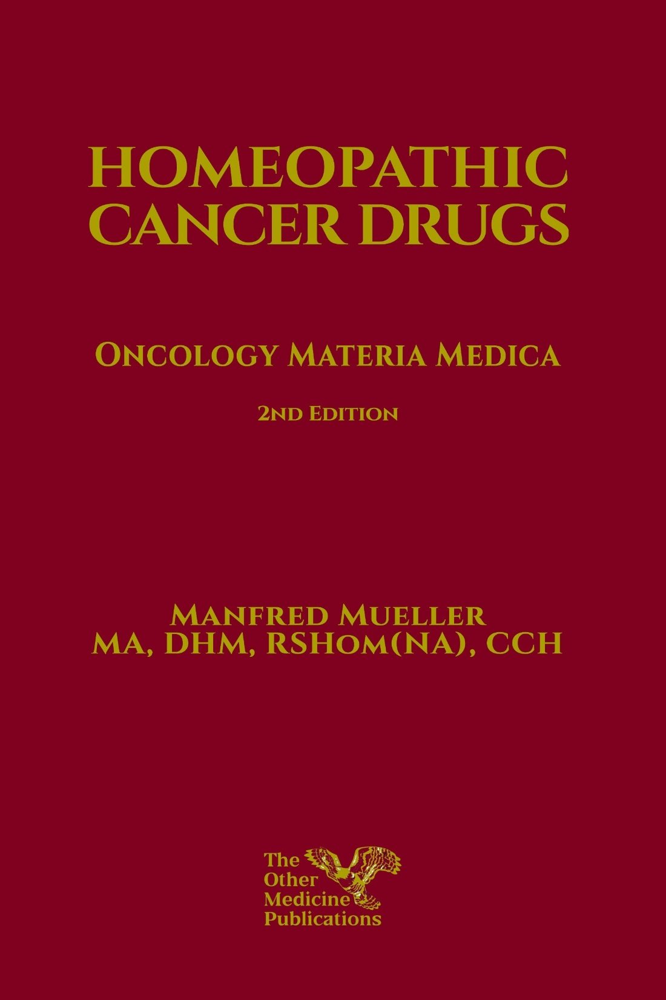 HOMEOPATHIC
CANCER DRUGS
ONCOLOGY MATERIA MEDICA
2ND EDITION
MANFRED MUELLER
MA, DHM, RSHOM(NA), CCH
The
Other
Medicine
Publications